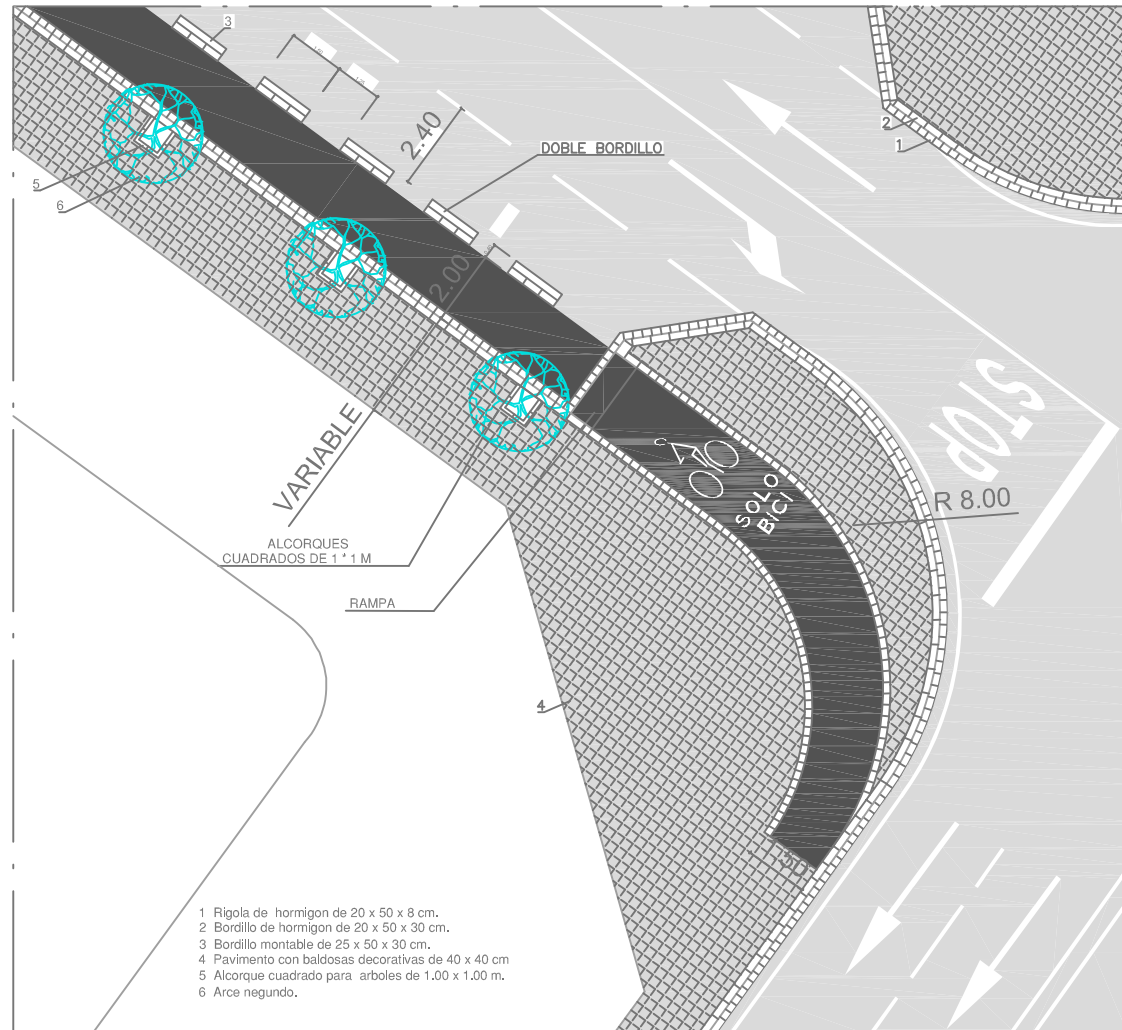 3
2
1
2.40
DOBLE BORDILLO
5
6
2.00
VARIABLE
STOP
R 8.00
SOLO
BICI
ALCORQUES
CUADRADOS DE 1 * 1 M
RAMPA
4
1 Rigola de hormigon de 20 x 50 x 8 cm.
2 Bordillo de hormigon de 20 x 50 x 30 cm.
3 Bordillo montable de 25 x 50 x 30 cm.
4 Pavimento con baldosas decorativas de 40 x 40 cm
5 Alcorque cuadrado para arboles de 1.00 x 1.00 m.
6 Arce negundo.